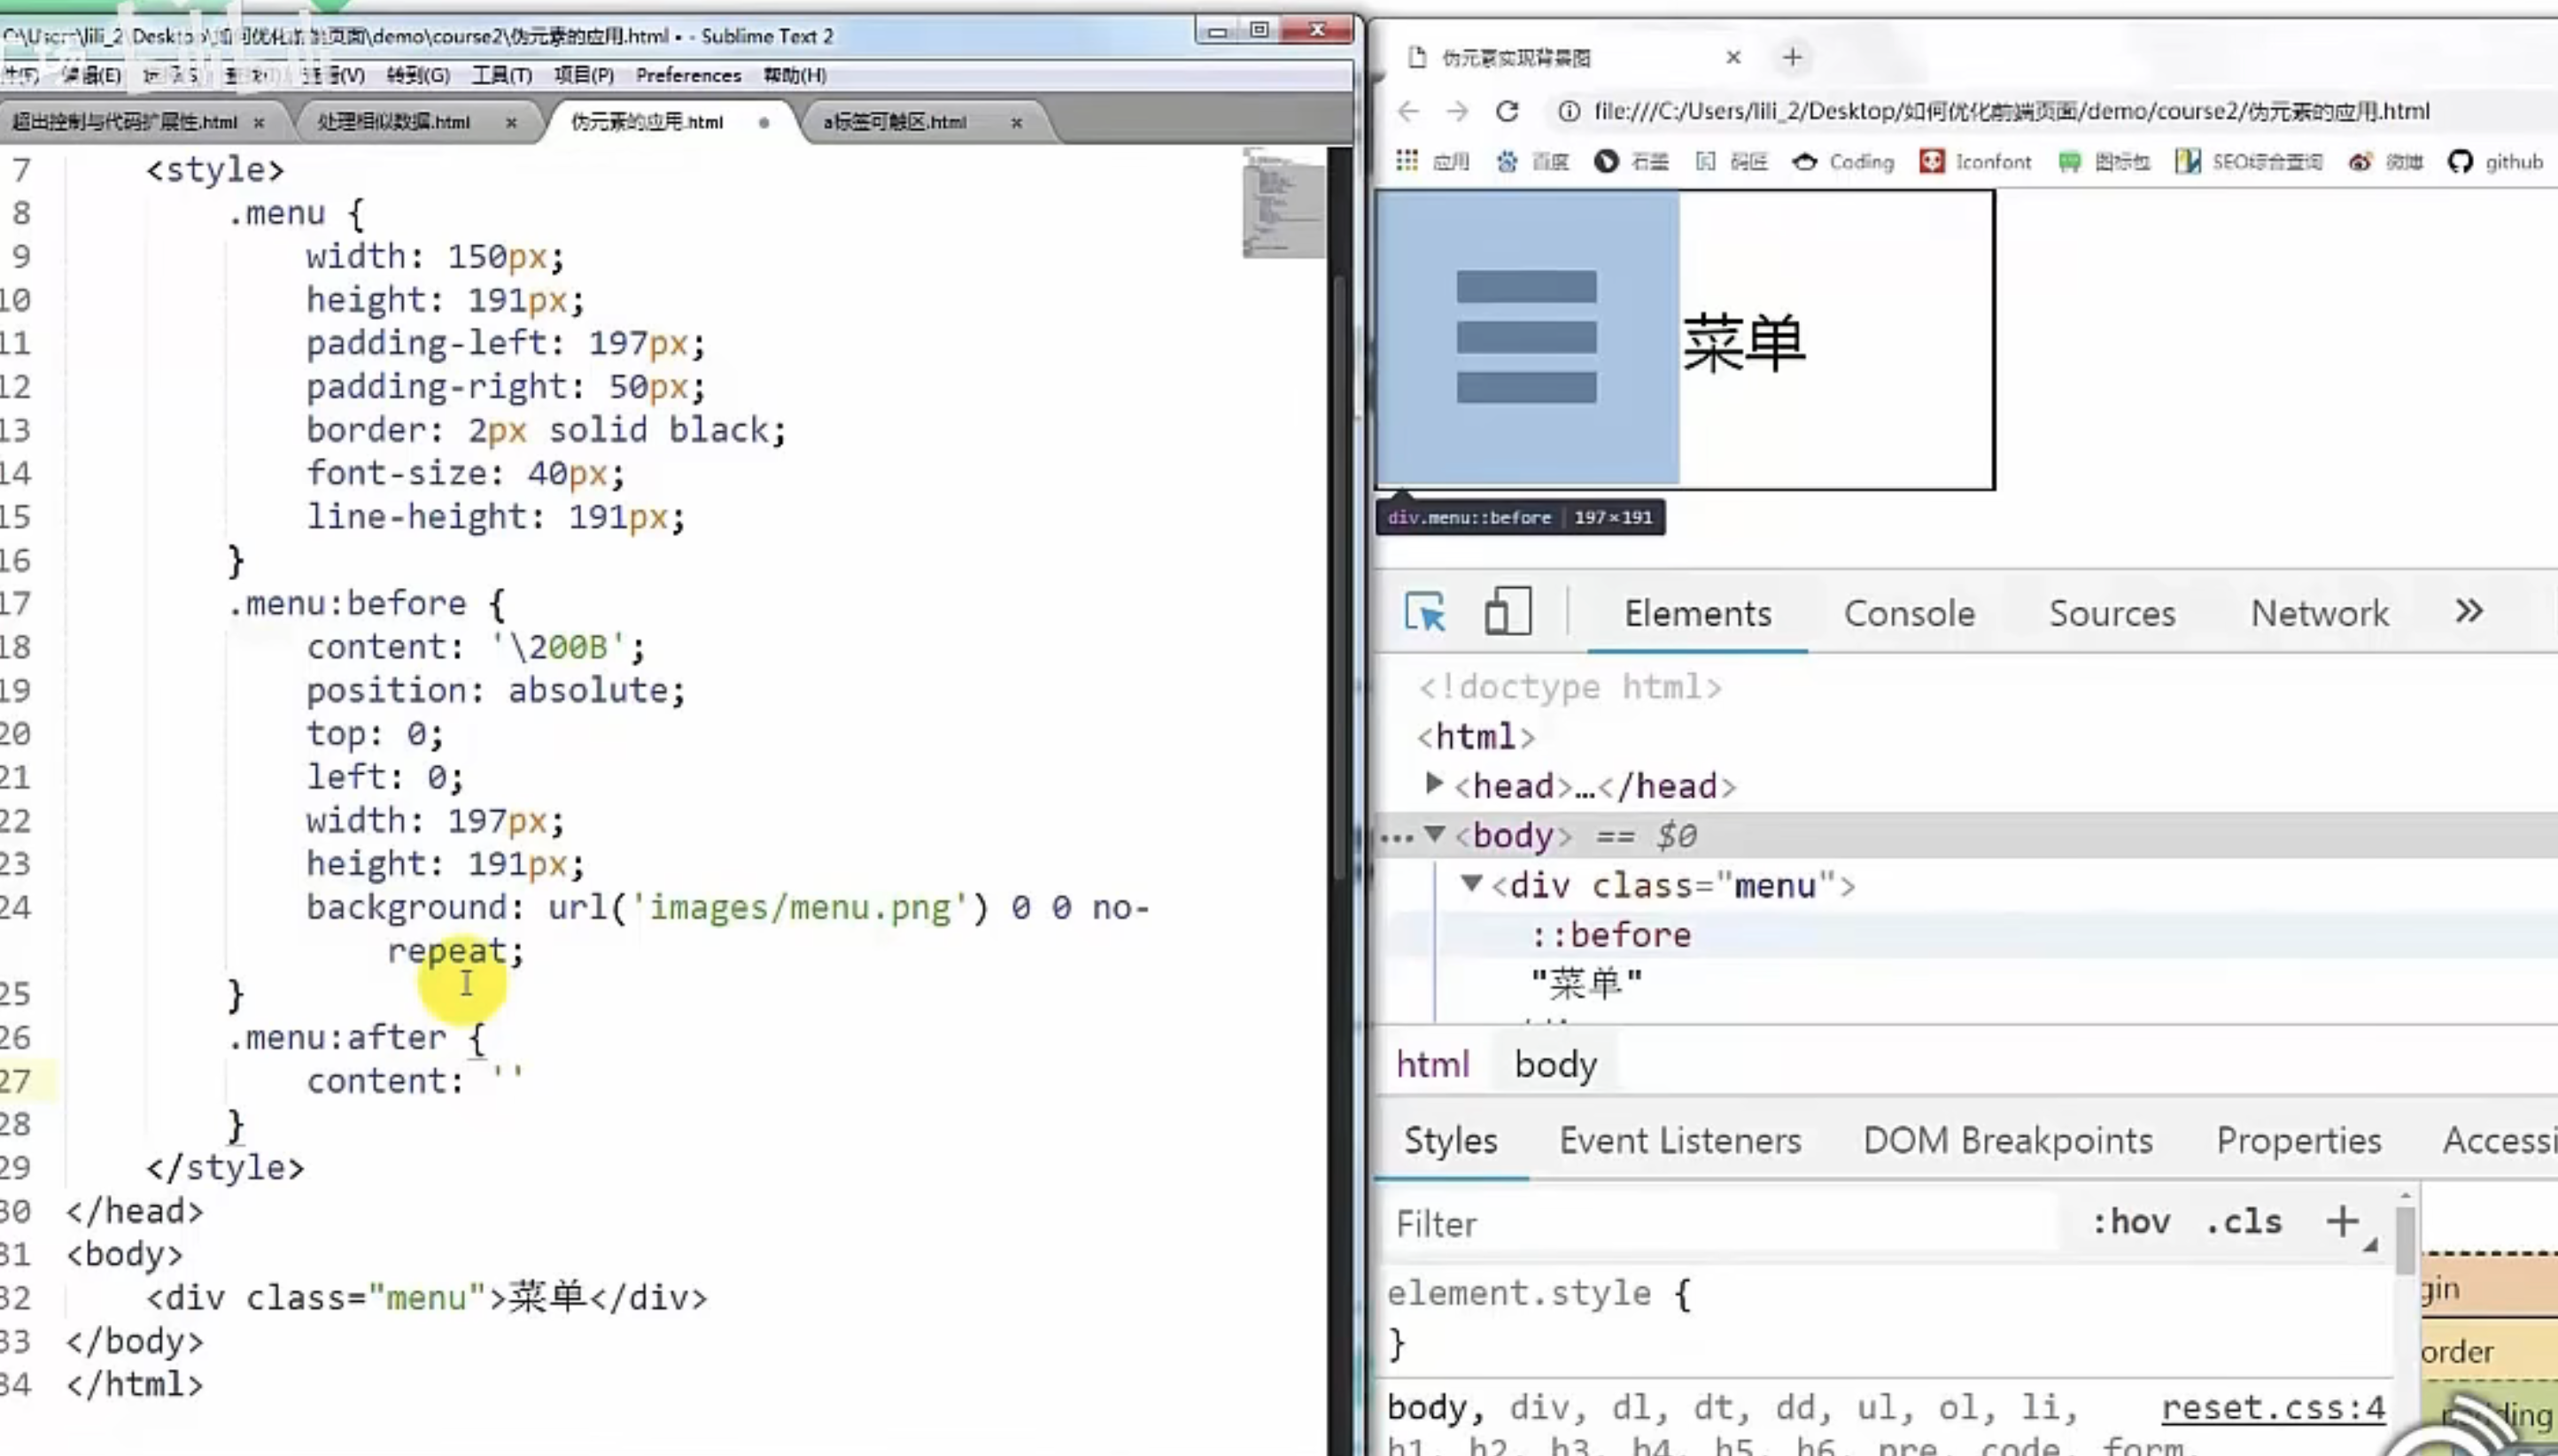 C:\Users\lili_2\Desktop\如何优化前端页面\demo\course2\伪元素的应用.html • - Sublime Text 2
编辑(E) 转到(G) 工具(T) 项目(P) Preferences 帮助(H)
超出控制与代码扩展性.html × 处理相似数据.html × 伪元素的应用.html a标签可触区.html ×
7 <style>
8 .menu {
9 width: 150px;
10 height: 191px;
11 padding-left: 197px;
12 padding-right: 50px;
13 border: 2px solid black;
14 font-size: 40px;
15 line-height: 191px;
16 }
17 .menu:before {
18 content: '\200B';
19 position: absolute;
20 top: 0;
21 left: 0;
22 width: 197px;
23 height: 191px;
24 background: url('images/menu.png') 0 0 no-
repeat;
25 }
26 .menu:after {
27 content: ''
28 }
29 </style>
30 </head>
31 <body>
32 <div class="menu">菜单</div>
33 </body>
34 </html>
伪元素实现背景图
file:///C:/Users/lili_2/Desktop/如何优化前端页面/demo/course2/伪元素的应用.html
应用 百度 石墨 码匠 Coding Iconfont 图标包 SEO综合查询 微博 github
菜单
div.menu::before | 197×191
Elements Console Sources Network »
<!doctype html>
<html>
<head>…</head>
<body> == $0
<div class="menu">
::before
"菜单"
html body
Styles Event Listeners DOM Breakpoints Properties Accessi
Filter :hov .cls +
element.style {
}
body, div, dl, dt, dd, ul, ol, li, reset.css:4
h1, h2, h3, h4, h5, h6, pre, code, form,
gin
order